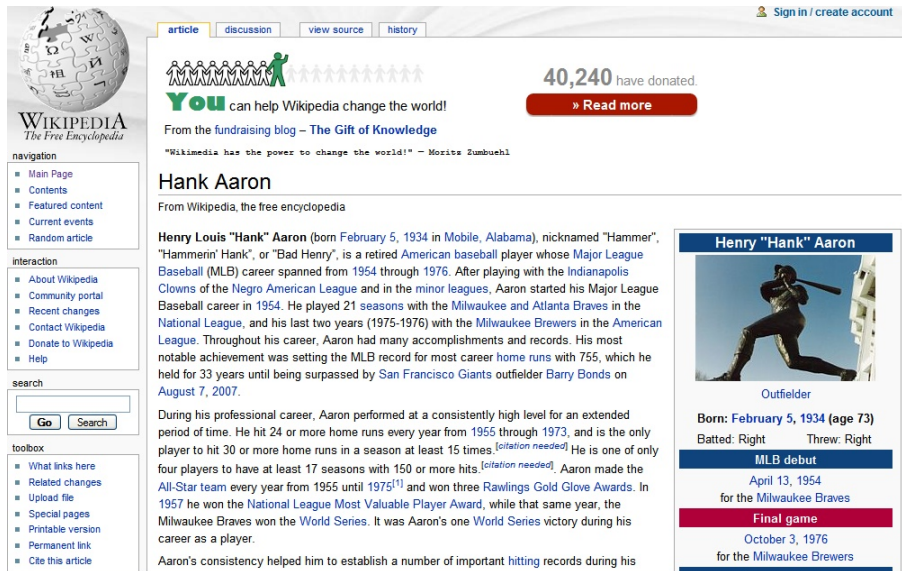 Sign in / create account
article
discussion
view source
history
You can help Wikipedia change the world!
40,240 have donated.
» Read more
From the fundraising blog – The Gift of Knowledge
"Wikimedia has the power to change the world!" — Moritz Zumbuehl
WIKIPEDIA
The Free Encyclopedia
navigation
Main Page
Contents
Featured content
Current events
Random article
interaction
About Wikipedia
Community portal
Recent changes
Contact Wikipedia
Donate to Wikipedia
Help
search
Go
Search
toolbox
What links here
Related changes
Upload file
Special pages
Printable version
Permanent link
Cite this article
Hank Aaron
From Wikipedia, the free encyclopedia
Henry Louis "Hank" Aaron (born February 5, 1934 in Mobile, Alabama), nicknamed "Hammer",
"Hammerin' Hank", or "Bad Henry", is a retired American baseball player whose Major League
Baseball (MLB) career spanned from 1954 through 1976. After playing with the Indianapolis
Clowns of the Negro American League and in the minor leagues, Aaron started his Major League
Baseball career in 1954. He played 21 seasons with the Milwaukee and Atlanta Braves in the
National League, and his last two years (1975-1976) with the Milwaukee Brewers in the American
League. Throughout his career, Aaron had many accomplishments and records. His most
notable achievement was setting the MLB record for most career home runs with 755, which he
held for 33 years until being surpassed by San Francisco Giants outfielder Barry Bonds on
August 7, 2007.
During his professional career, Aaron performed at a consistently high level for an extended
period of time. He hit 24 or more home runs every year from 1955 through 1973, and is the only
player to hit 30 or more home runs in a season at least 15 times.[citation needed] He is one of only
four players to have at least 17 seasons with 150 or more hits.[citation needed]. Aaron made the
All-Star team every year from 1955 until 1975[1] and won three Rawlings Gold Glove Awards. In
1957 he won the National League Most Valuable Player Award, while that same year, the
Milwaukee Braves won the World Series. It was Aaron's one World Series victory during his
career as a player.
Aaron's consistency helped him to establish a number of important hitting records during his
Henry "Hank" Aaron
Outfielder
Born: February 5, 1934 (age 73)
Batted: Right Threw: Right
MLB debut
April 13, 1954
for the Milwaukee Braves
Final game
October 3, 1976
for the Milwaukee Brewers